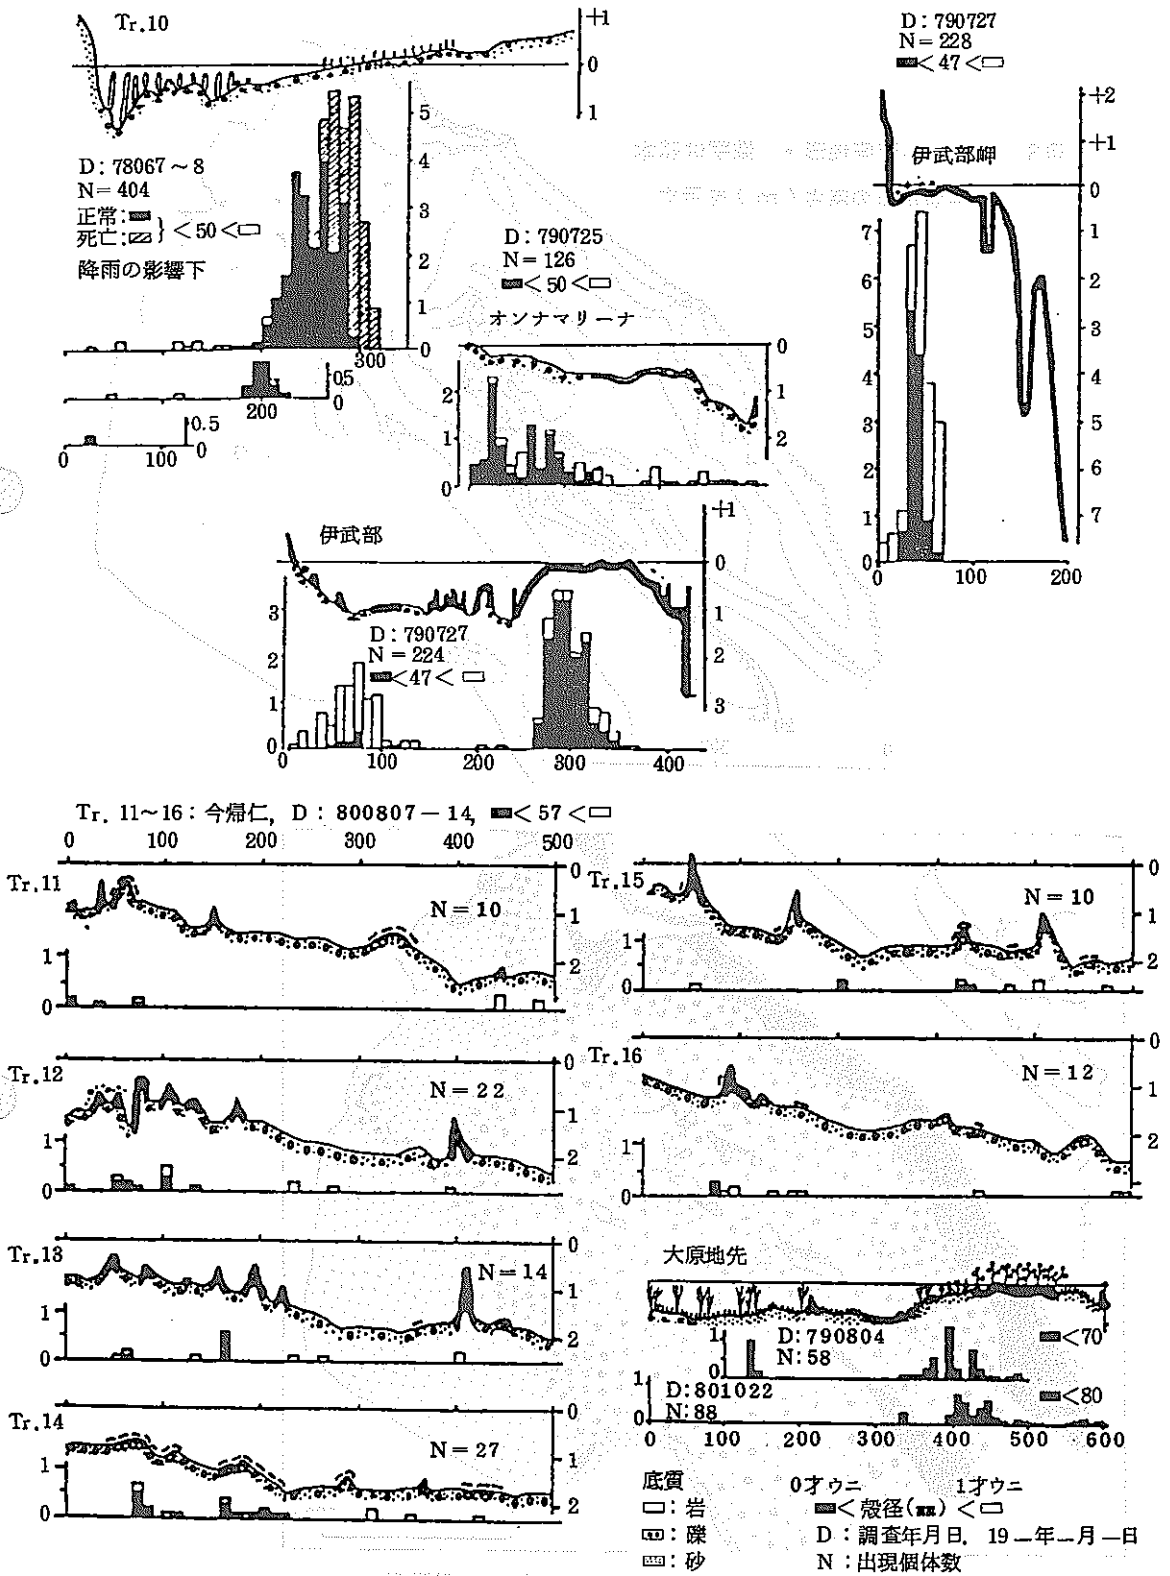 Tr.10
+1
0
1
D: 78067～8
N=404
正常:
死亡: } <50<
降雨の影響下
5
4
3
2
1
0
300
0.5
0
200
0.5
0
0 100
D: 790725
N=126
<50<
オンナマリーナ
0
1
2
2
1
0
D: 790727
N=228
<47<
伊武部岬
+2
+1
0
1
2
3
4
5
6
7
7
6
5
4
3
2
1
0
0 100 200
伊武部
+1
0
1
2
3
D: 790727
N=224
<47<
3
2
1
0
0 100 200 300 400
Tr. 11~16: 今帰仁, D: 800807-14, <57<
0 100 200 300 400 500
Tr.11
N=10
0
1
2
1
0
Tr.12
N=22
0
1
2
1
0
Tr.13
N=14
0
1
2
1
0
Tr.14
N=27
0
1
2
1
0
Tr.15
N=10
0
1
2
1
0
Tr.16
N=12
0
1
2
1
0
大原地先
1
0
D:790804
N:58
<70
1
0
D:801022
N:88
<80
0 100 200 300 400 500 600
底質
□: 岩
: 礫
: 砂
0才ウニ 1才ウニ
< 殻径(㎜) <
D: 調査年月日. 19—年—月—日
N: 出現個体数